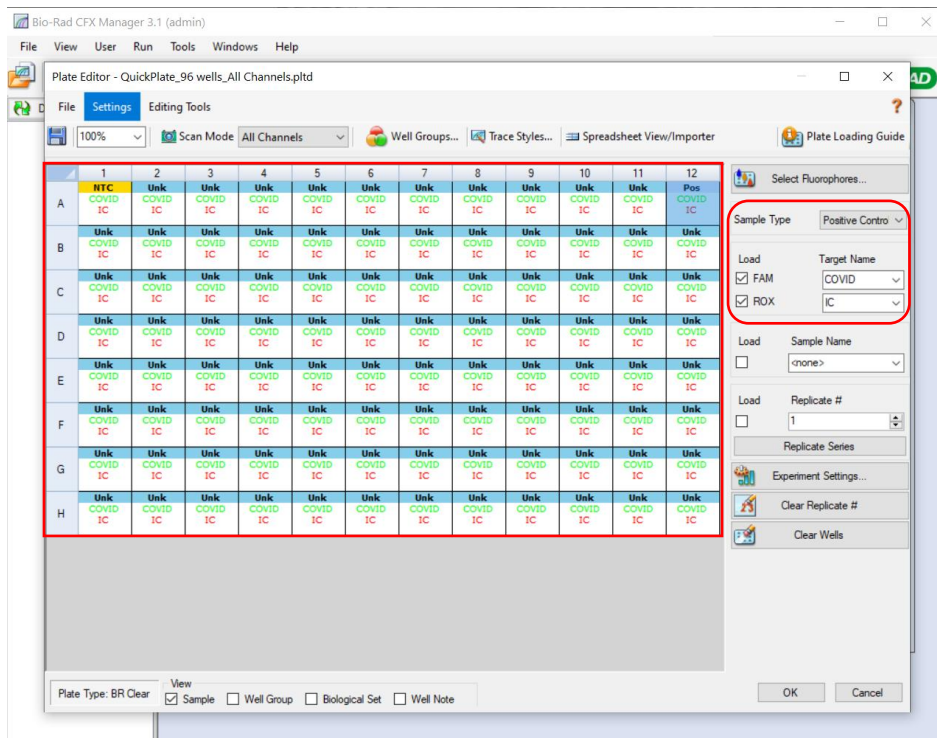 Bio-Rad CFX Manager 3.1 (admin)
File View User Run Tools Windows Help
Plate Editor - QuickPlate_96 wells_All Channels.pltd
AD
D
File Settings Editing Tools ?
100% Scan Mode All Channels Well Groups... Trace Styles... Spreadsheet View/Importer Plate Loading Guide
1 2 3 4 5 6 7 8 9 10 11 12
NTC Unk Unk Unk Unk Unk Unk Unk Unk Unk Unk Pos
A COVID COVID COVID COVID COVID COVID COVID COVID COVID COVID COVID COVID
IC IC IC IC IC IC IC IC IC IC IC IC
Unk Unk Unk Unk Unk Unk Unk Unk Unk Unk Unk Unk
B COVID COVID COVID COVID COVID COVID COVID COVID COVID COVID COVID COVID
IC IC IC IC IC IC IC IC IC IC IC IC
Unk Unk Unk Unk Unk Unk Unk Unk Unk Unk Unk Unk
C COVID COVID COVID COVID COVID COVID COVID COVID COVID COVID COVID COVID
IC IC IC IC IC IC IC IC IC IC IC IC
Unk Unk Unk Unk Unk Unk Unk Unk Unk Unk Unk Unk
D COVID COVID COVID COVID COVID COVID COVID COVID COVID COVID COVID COVID
IC IC IC IC IC IC IC IC IC IC IC IC
Unk Unk Unk Unk Unk Unk Unk Unk Unk Unk Unk Unk
E COVID COVID COVID COVID COVID COVID COVID COVID COVID COVID COVID COVID
IC IC IC IC IC IC IC IC IC IC IC IC
Unk Unk Unk Unk Unk Unk Unk Unk Unk Unk Unk Unk
F COVID COVID COVID COVID COVID COVID COVID COVID COVID COVID COVID COVID
IC IC IC IC IC IC IC IC IC IC IC IC
Unk Unk Unk Unk Unk Unk Unk Unk Unk Unk Unk Unk
G COVID COVID COVID COVID COVID COVID COVID COVID COVID COVID COVID COVID
IC IC IC IC IC IC IC IC IC IC IC IC
Unk Unk Unk Unk Unk Unk Unk Unk Unk Unk Unk Unk
H COVID COVID COVID COVID COVID COVID COVID COVID COVID COVID COVID COVID
IC IC IC IC IC IC IC IC IC IC IC IC
Select Fluorophores...
Sample Type Positive Contro
Load Target Name
FAM COVID
ROX IC
Load Sample Name
<none>
Load Replicate #
1
Replicate Series
Experiment Settings...
Clear Replicate #
Clear Wells
Plate Type: BR Clear
View
Sample Well Group Biological Set Well Note
OK Cancel